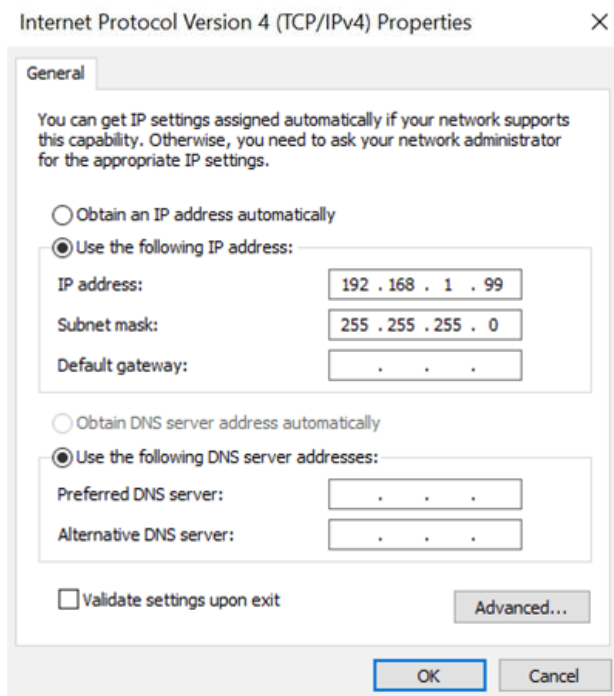 Internet Protocol Version 4 (TCP/IPv4) Properties
General
You can get IP settings assigned automatically if your network supports
this capability. Otherwise, you need to ask your network administrator
for the appropriate IP settings.
Obtain an IP address automatically
Use the following IP address:
IP address: 192 . 168 . 1 . 99
Subnet mask: 255 . 255 . 255 . 0
Default gateway: . . .
Obtain DNS server address automatically
Use the following DNS server addresses:
Preferred DNS server: . . .
Alternative DNS server: . . .
Validate settings upon exit
Advanced...
OK Cancel